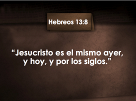 Hebreos 13:8
“Jesucristo es el mismo ayer,
y hoy, y por los siglos.”